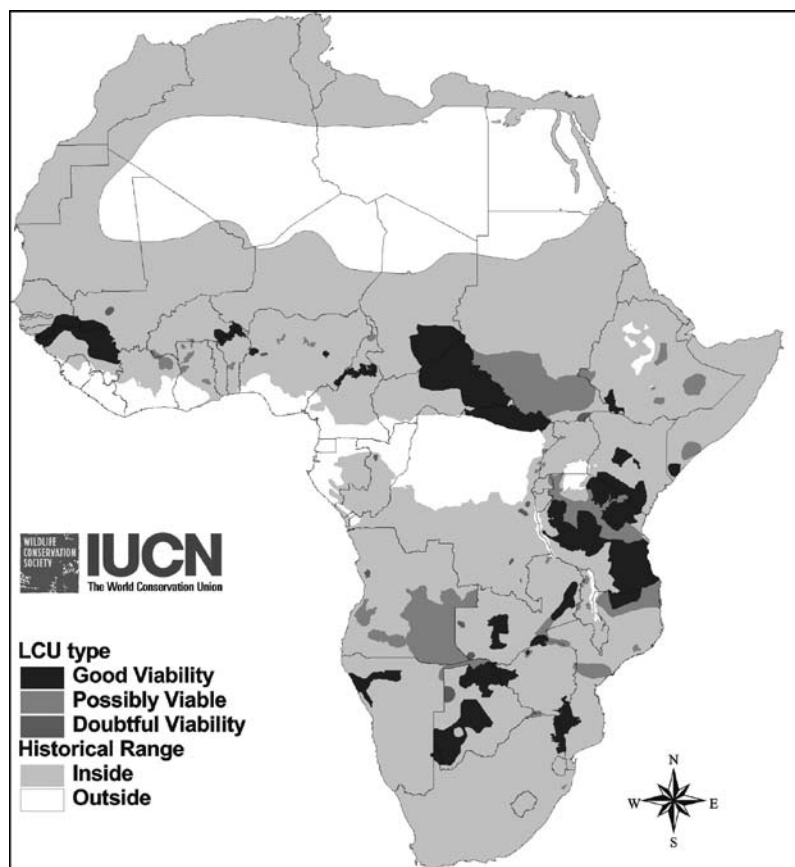 WILDLIFE
CONSERVATION
SOCIETY
IUCN
The World Conservation Union
LCU type
Good Viability
Possibly Viable
Doubtful Viability
Historical Range
Inside
Outside
N
W E
S